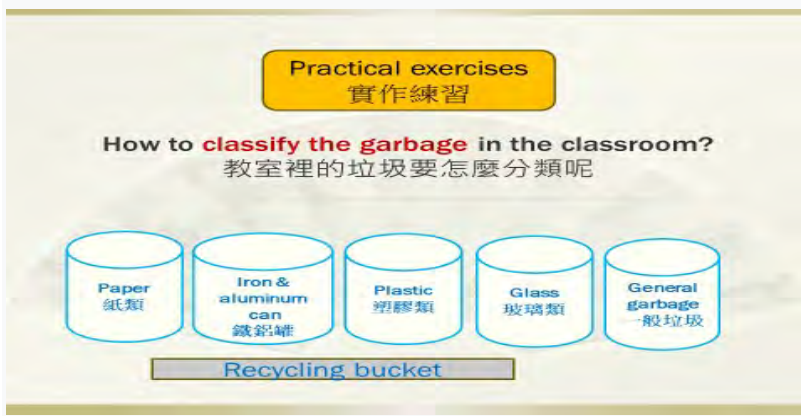 Practical exercises
實作練習
How to classify the garbage in the classroom?
教室裡的垃圾要怎麼分類呢
Paper
紙類
Iron &
aluminum
can
鐵鋁罐
Plastic
塑膠類
Glass
玻璃類
General
garbage
一般垃圾
Recycling bucket